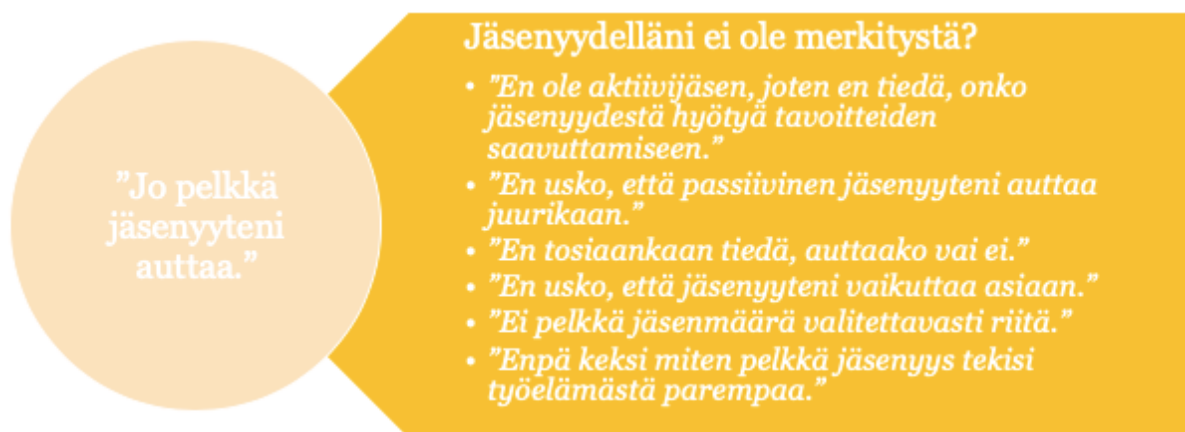 ”Jo pelkkä
jäsenyyteni
auttaa.”
Jäsenyydelläni ei ole merkitystä?
• ”En ole aktiivijäsen, joten en tiedä, onko
jäsenyydestä hyötyä tavoitteiden
saavuttamiseen.”
• ”En usko, että passiivinen jäsenyyteni auttaa
juurikaan.”
• ”En tosiaankaan tiedä, auttaako vai ei.”
• ”En usko, että jäsenyyteni vaikuttaa asiaan.”
• ”Ei pelkkä jäsenmäärä valitettavasti riitä.”
• ”Enpä keksi miten pelkkä jäsenyys tekisi
työelämästä parempaa.”